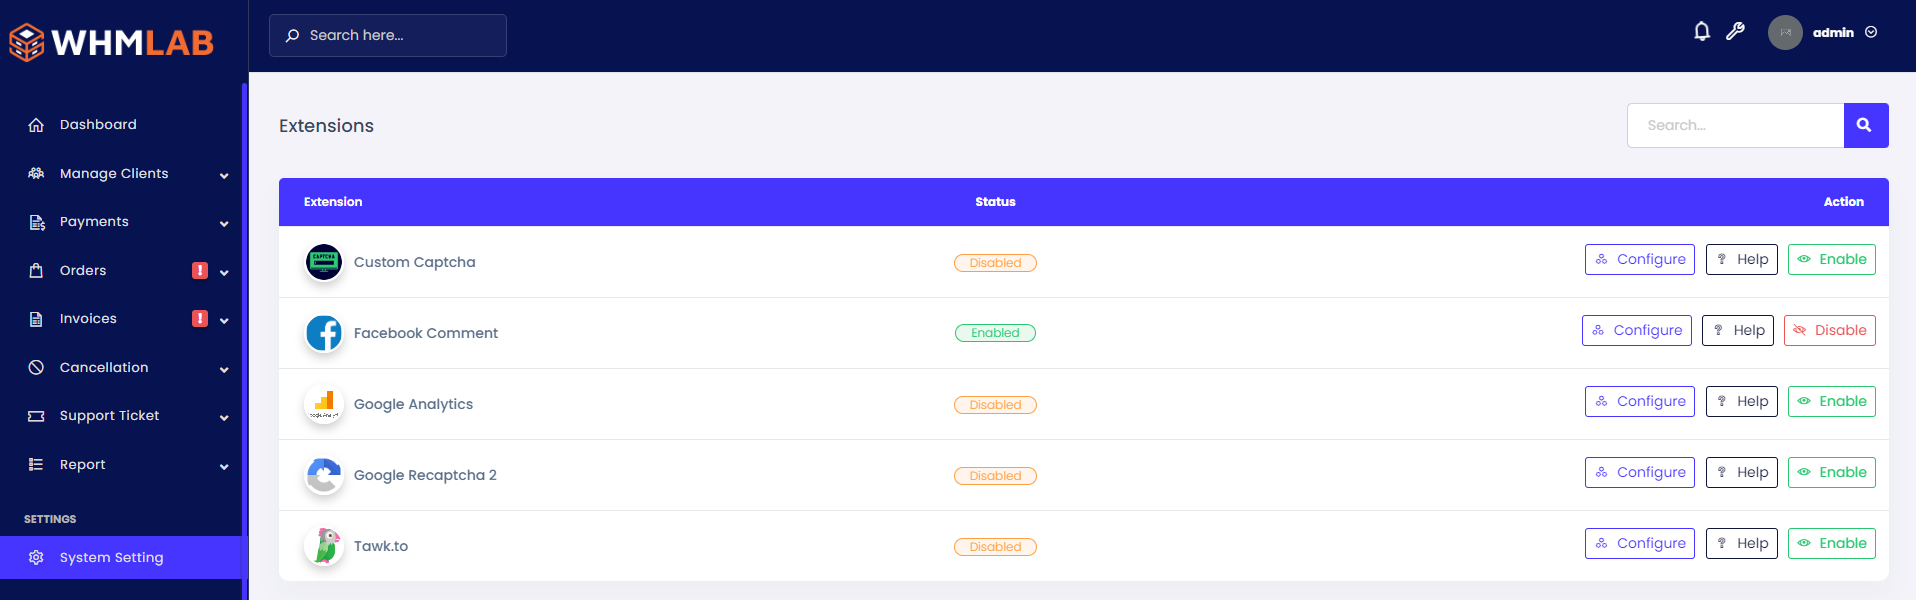 WHMLAB
Search here...
admin
Dashboard
Manage Clients
Payments
Orders
Invoices
Cancellation
Support Ticket
Report
SETTINGS
System Setting
Extensions
Search...
Extension Status Action
CAPTCHA
Custom Captcha Disabled Configure Help Enable
Facebook Comment Enabled Configure Help Disable
Google Analytics Disabled Configure Help Enable
Google Recaptcha 2 Disabled Configure Help Enable
Tawk.to Disabled Configure Help Enable